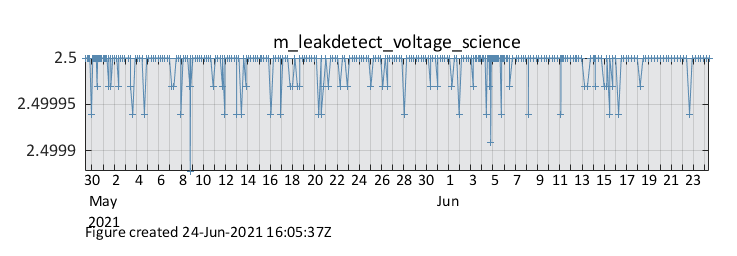 m_leakdetect_voltage_science
2.5
2.49995
2.4999
30 2 4 6 8 10 12 14 16 18 20 22 24 26 28 30 1 3 5 7 9 11 13 15 17 19 21 23
May Jun
2021
Figure created 24-Jun-2021 16:05:37Z